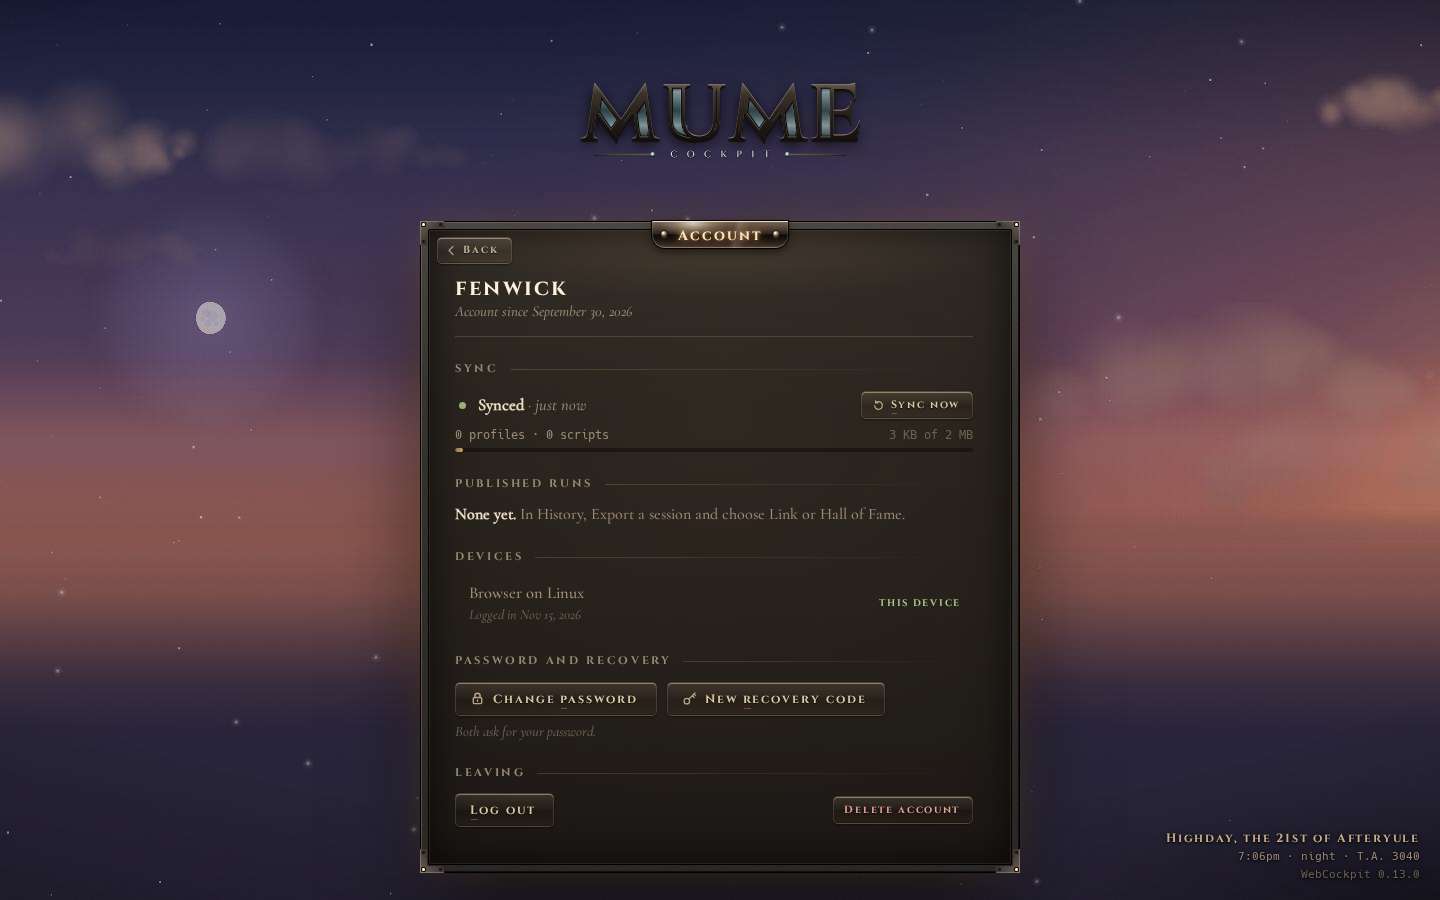 MUME
COCKPIT
Account
Back
FENWICK
Account since September 30, 2026
SYNC
Synced · just now
Sync now
0 profiles · 0 scripts
3 KB of 2 MB
PUBLISHED RUNS
None yet. In History, Export a session and choose Link or Hall of Fame.
DEVICES
Browser on Linux
Logged in Nov 15, 2026
THIS DEVICE
PASSWORD AND RECOVERY
Change password
New recovery code
Both ask for your password.
LEAVING
Log out
Delete account
Highday, the 21st of Afteryule
7:06pm · night · T.A. 3040
WebCockpit 0.13.0